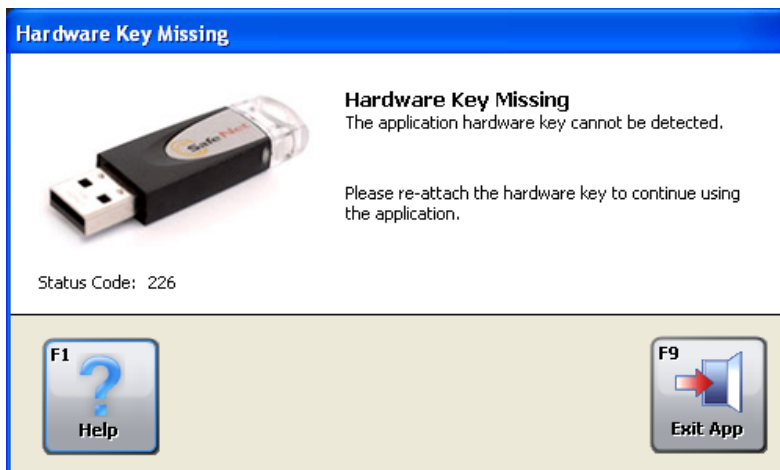 Hardware Key Missing
Hardware Key Missing
The application hardware key cannot be detected.
SafeNet
Please re-attach the hardware key to continue using
the application.
Status Code: 226
F1
Help
F9
Exit App